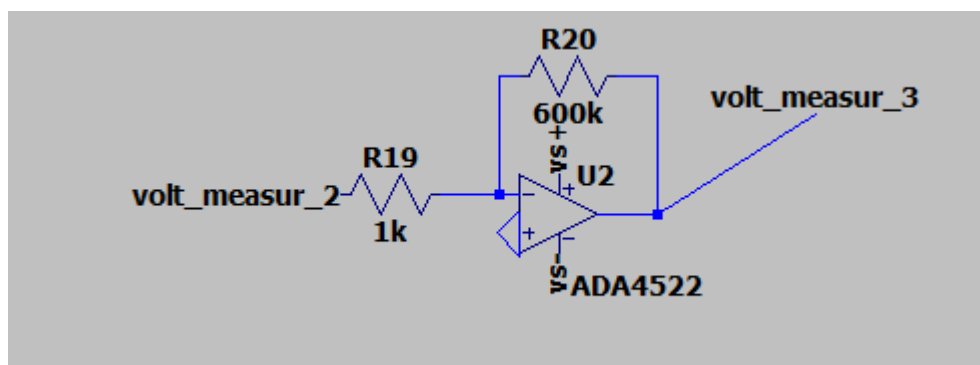 R20
600k
volt_measur_3
vs+
R19
U2
volt_measur_2
1k
+
-
+
-
vs-
ADA4522